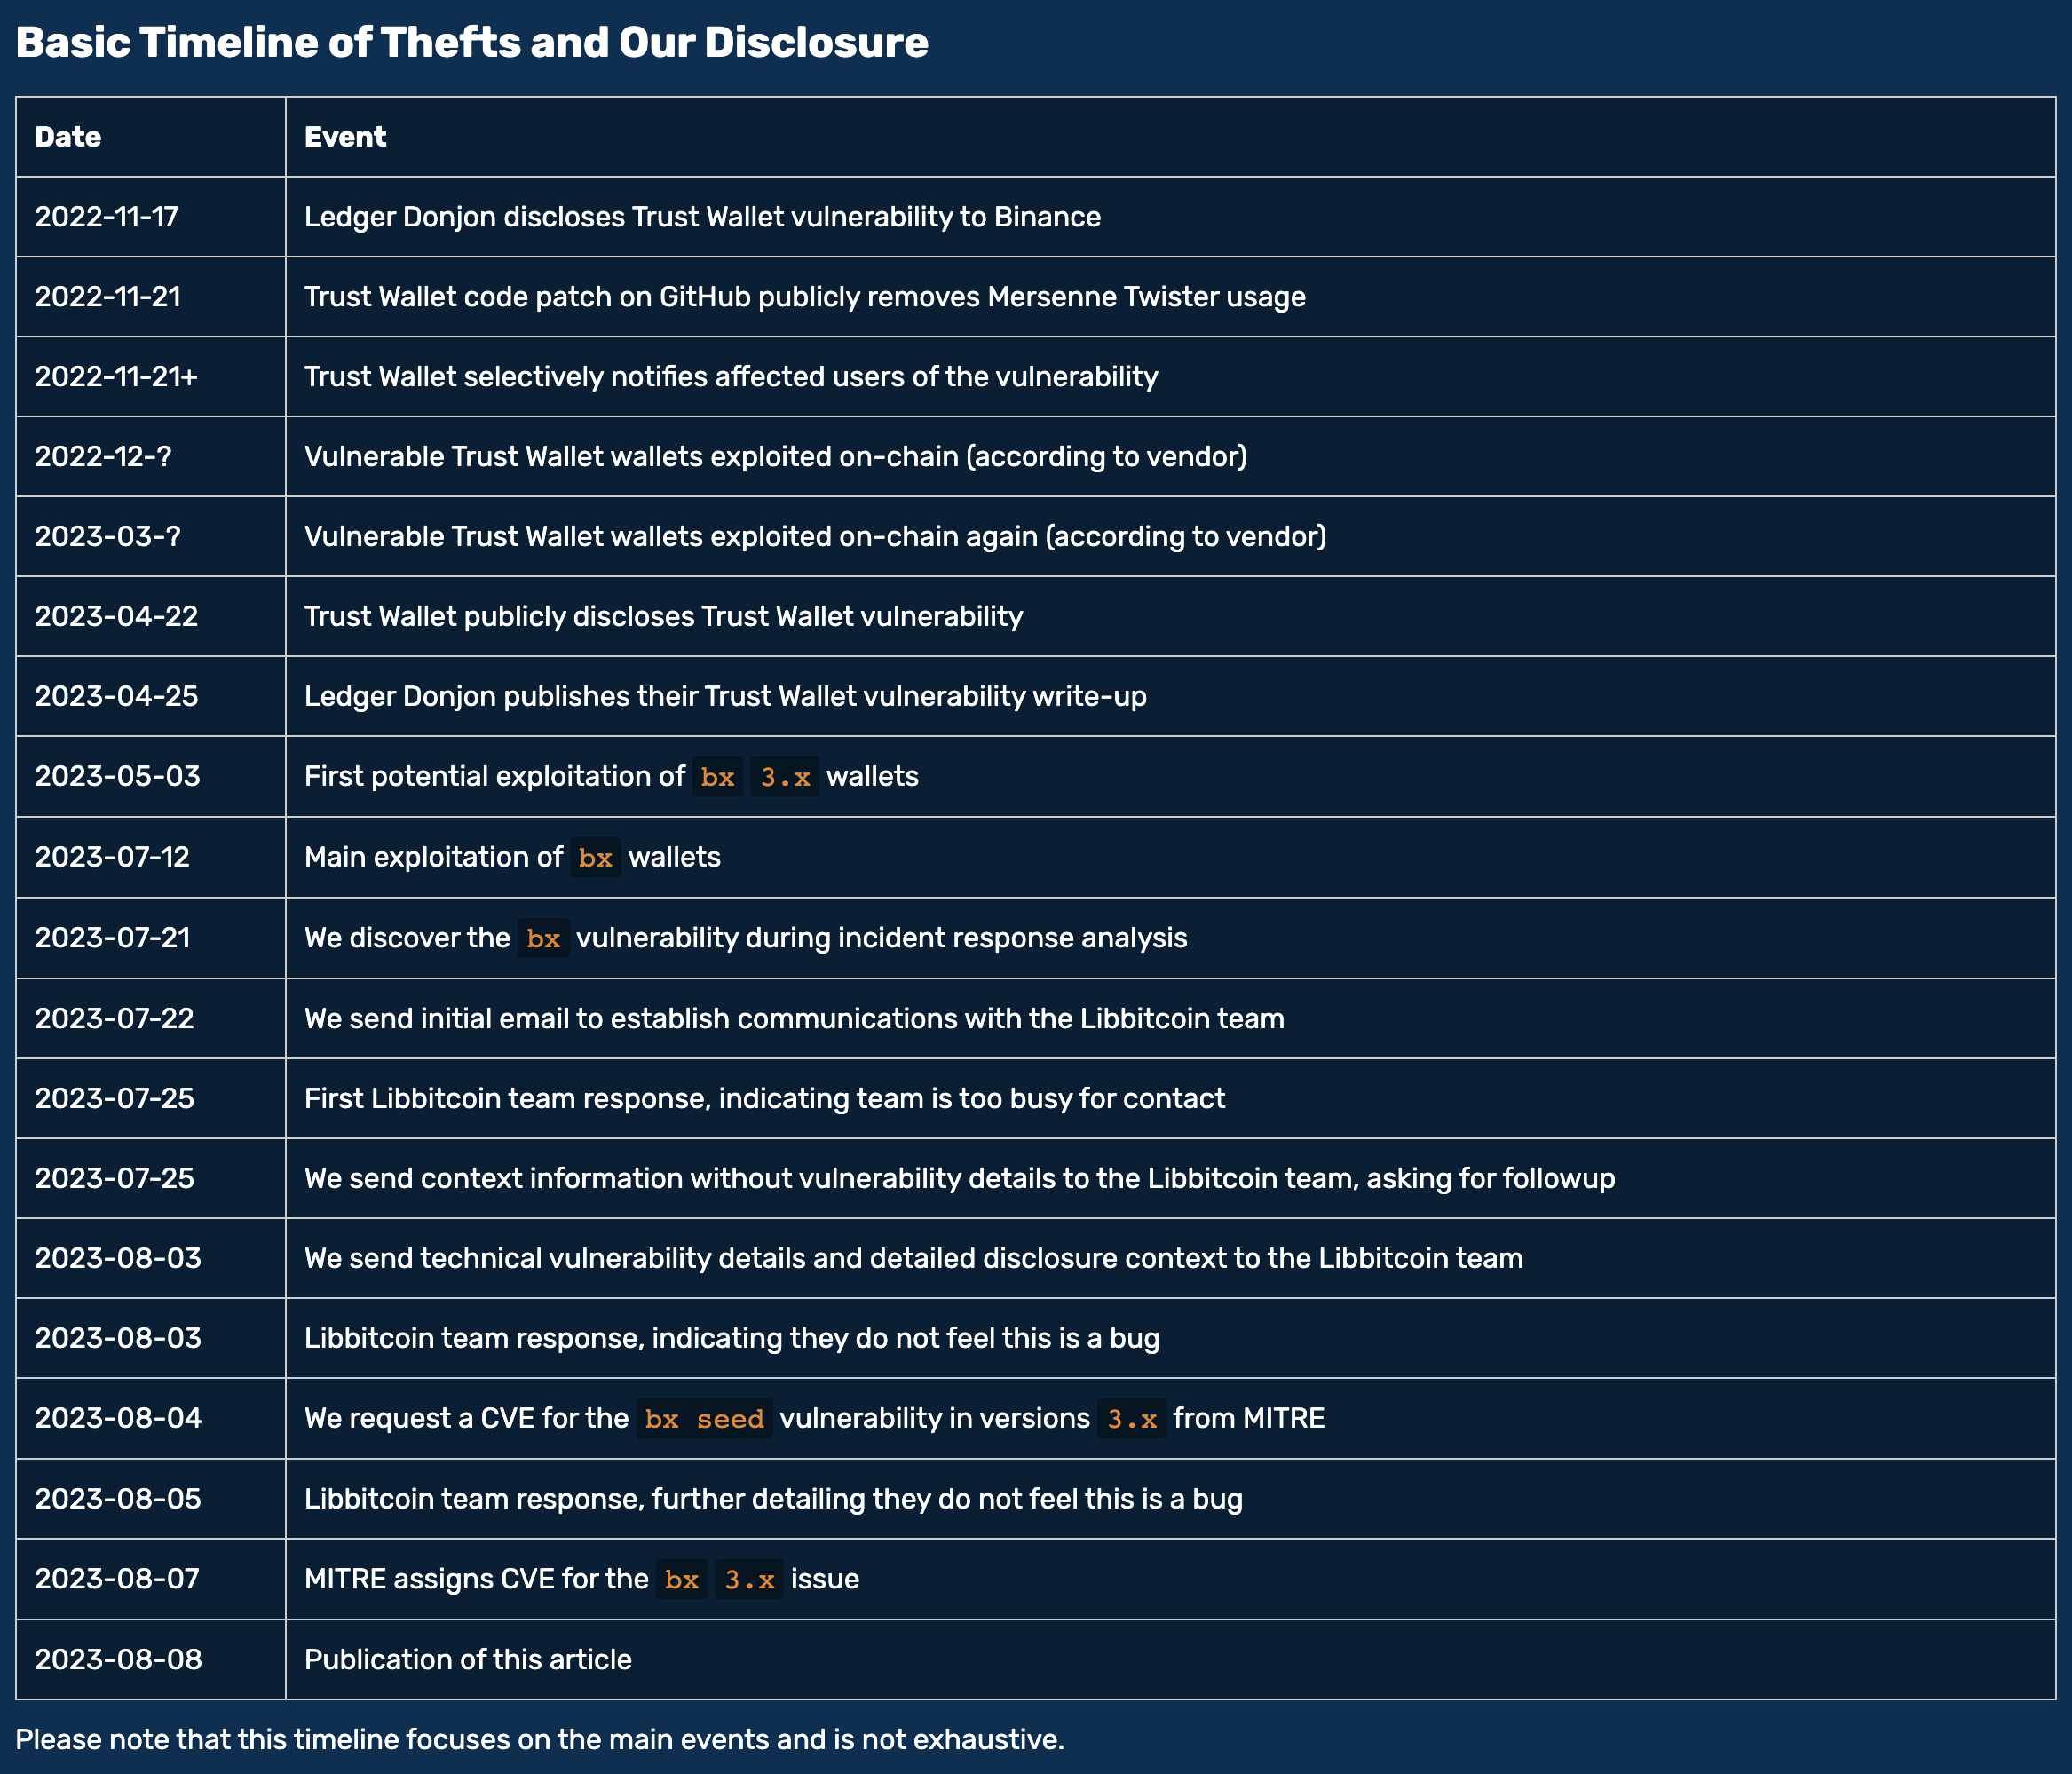 Basic Timeline of Thefts and Our Disclosure
Date Event
2022-11-17 Ledger Donjon discloses Trust Wallet vulnerability to Binance
2022-11-21 Trust Wallet code patch on GitHub publicly removes Mersenne Twister usage
2022-11-21+ Trust Wallet selectively notifies affected users of the vulnerability
2022-12-? Vulnerable Trust Wallet wallets exploited on-chain (according to vendor)
2023-03-? Vulnerable Trust Wallet wallets exploited on-chain again (according to vendor)
2023-04-22 Trust Wallet publicly discloses Trust Wallet vulnerability
2023-04-25 Ledger Donjon publishes their Trust Wallet vulnerability write-up
2023-05-03 First potential exploitation of bx 3.x wallets
2023-07-12 Main exploitation of bx wallets
2023-07-21 We discover the bx vulnerability during incident response analysis
2023-07-22 We send initial email to establish communications with the Libbitcoin team
2023-07-25 First Libbitcoin team response, indicating team is too busy for contact
2023-07-25 We send context information without vulnerability details to the Libbitcoin team, asking for followup
2023-08-03 We send technical vulnerability details and detailed disclosure context to the Libbitcoin team
2023-08-03 Libbitcoin team response, indicating they do not feel this is a bug
2023-08-04 We request a CVE for the bx seed vulnerability in versions 3.x from MITRE
2023-08-05 Libbitcoin team response, further detailing they do not feel this is a bug
2023-08-07 MITRE assigns CVE for the bx 3.x issue
2023-08-08 Publication of this article
Please note that this timeline focuses on the main events and is not exhaustive.